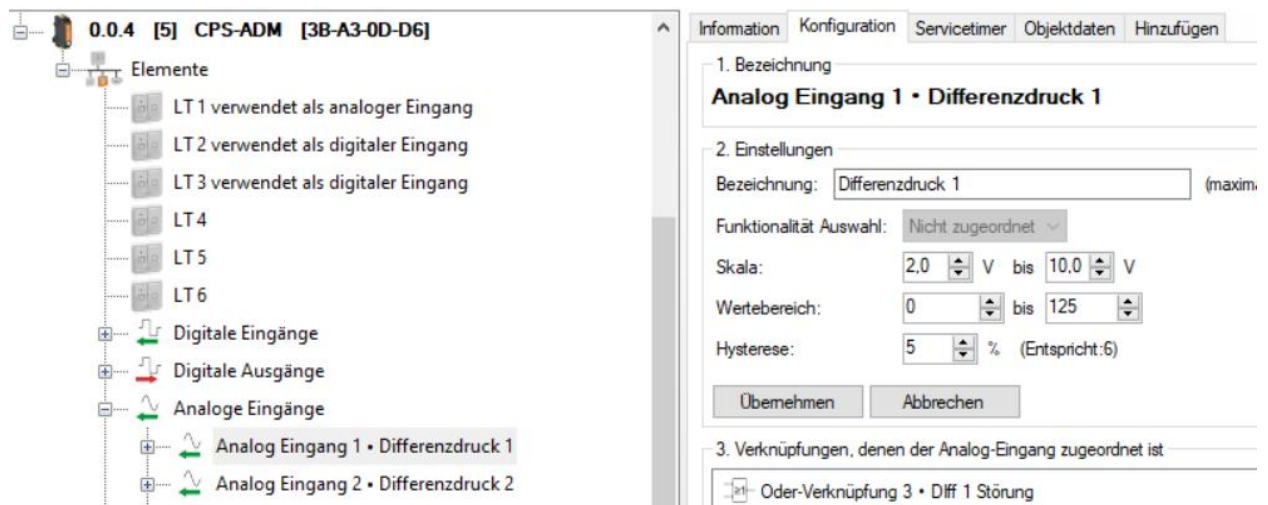 0.0.4 [5] CPS-ADM [3B-A3-0D-D6]
Elemente
LT 1 verwendet als analoger Eingang
LT 2 verwendet als digitaler Eingang
LT 3 verwendet als digitaler Eingang
LT 4
LT 5
LT 6
Digitale Eingänge
Digitale Ausgänge
Analoge Eingänge
Analog Eingang 1 • Differenzdruck 1
Analog Eingang 2 • Differenzdruck 2
Information Konfiguration Servicetimer Objektdaten Hinzufügen
1. Bezeichnung
Analog Eingang 1 • Differenzdruck 1
2. Einstellungen
Bezeichnung: Differenzdruck 1 (maxima
Funktionalität Auswahl: Nicht zugeordnet
Skala: 2,0 V bis 10,0 V
Wertebereich: 0 bis 125
Hysterese: 5 % (Entspricht:6)
Übernehmen Abbrechen
3. Verknüpfungen, denen der Analog-Eingang zugeordnet ist
≥1 Oder-Verknüpfung 3 • DIff 1 Störung